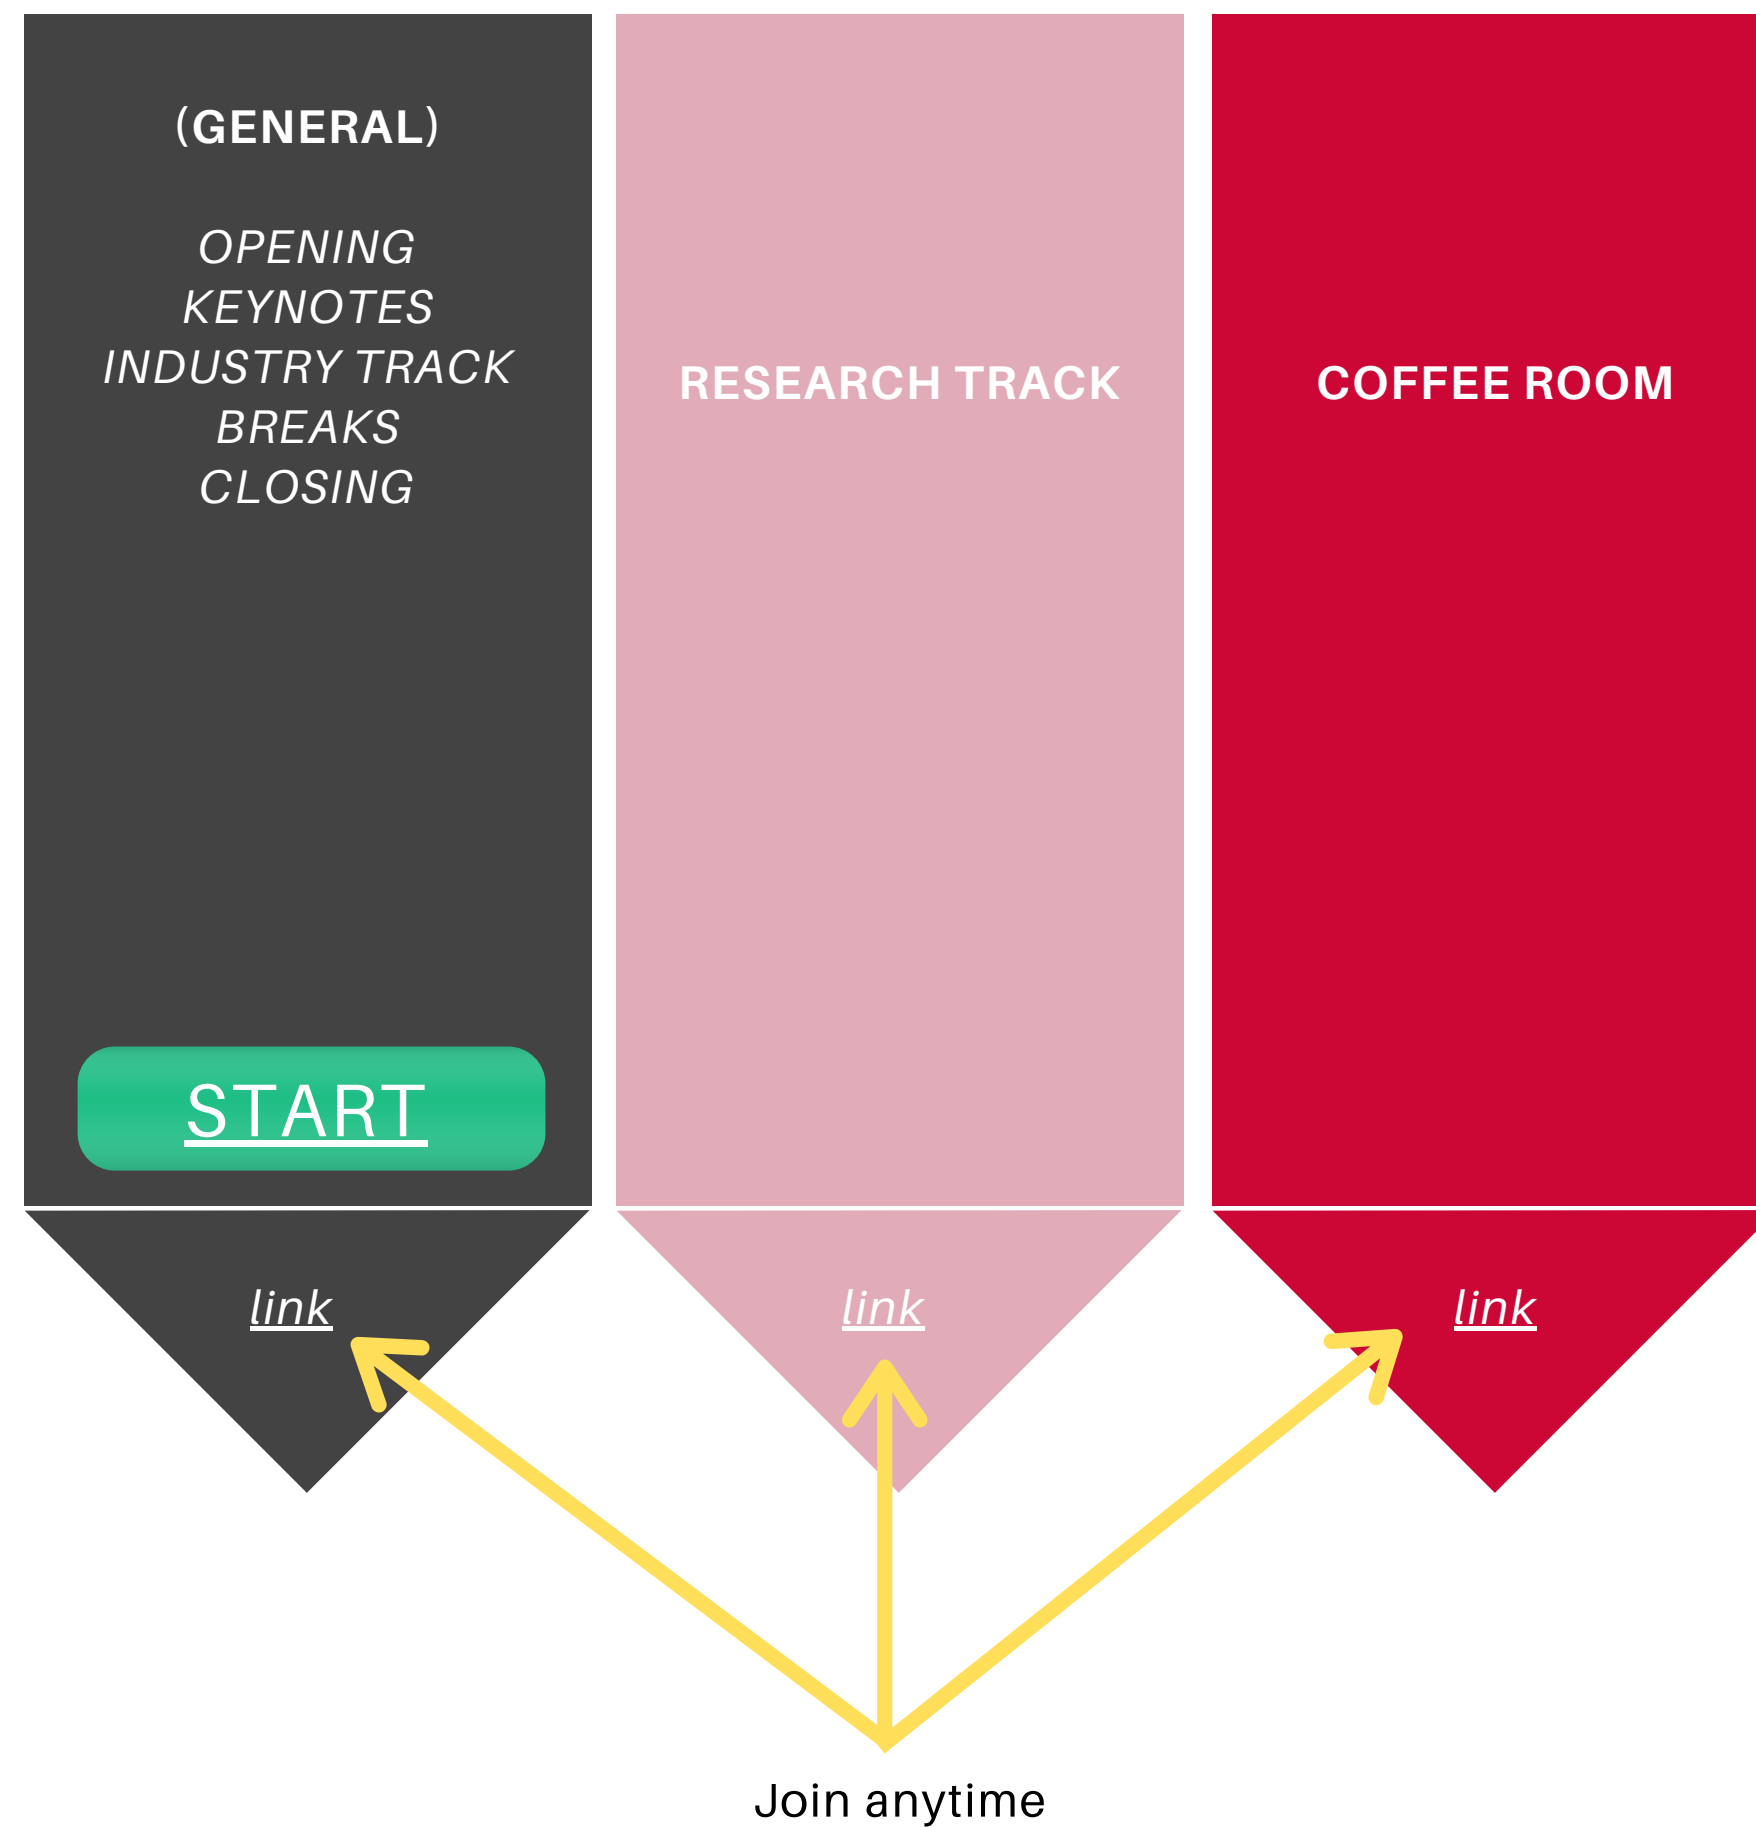 (GENERAL)
OPENING
KEYNOTES
INDUSTRY TRACK
BREAKS
CLOSING
START
link
RESEARCH TRACK
link
COFFEE ROOM
link
Join anytime